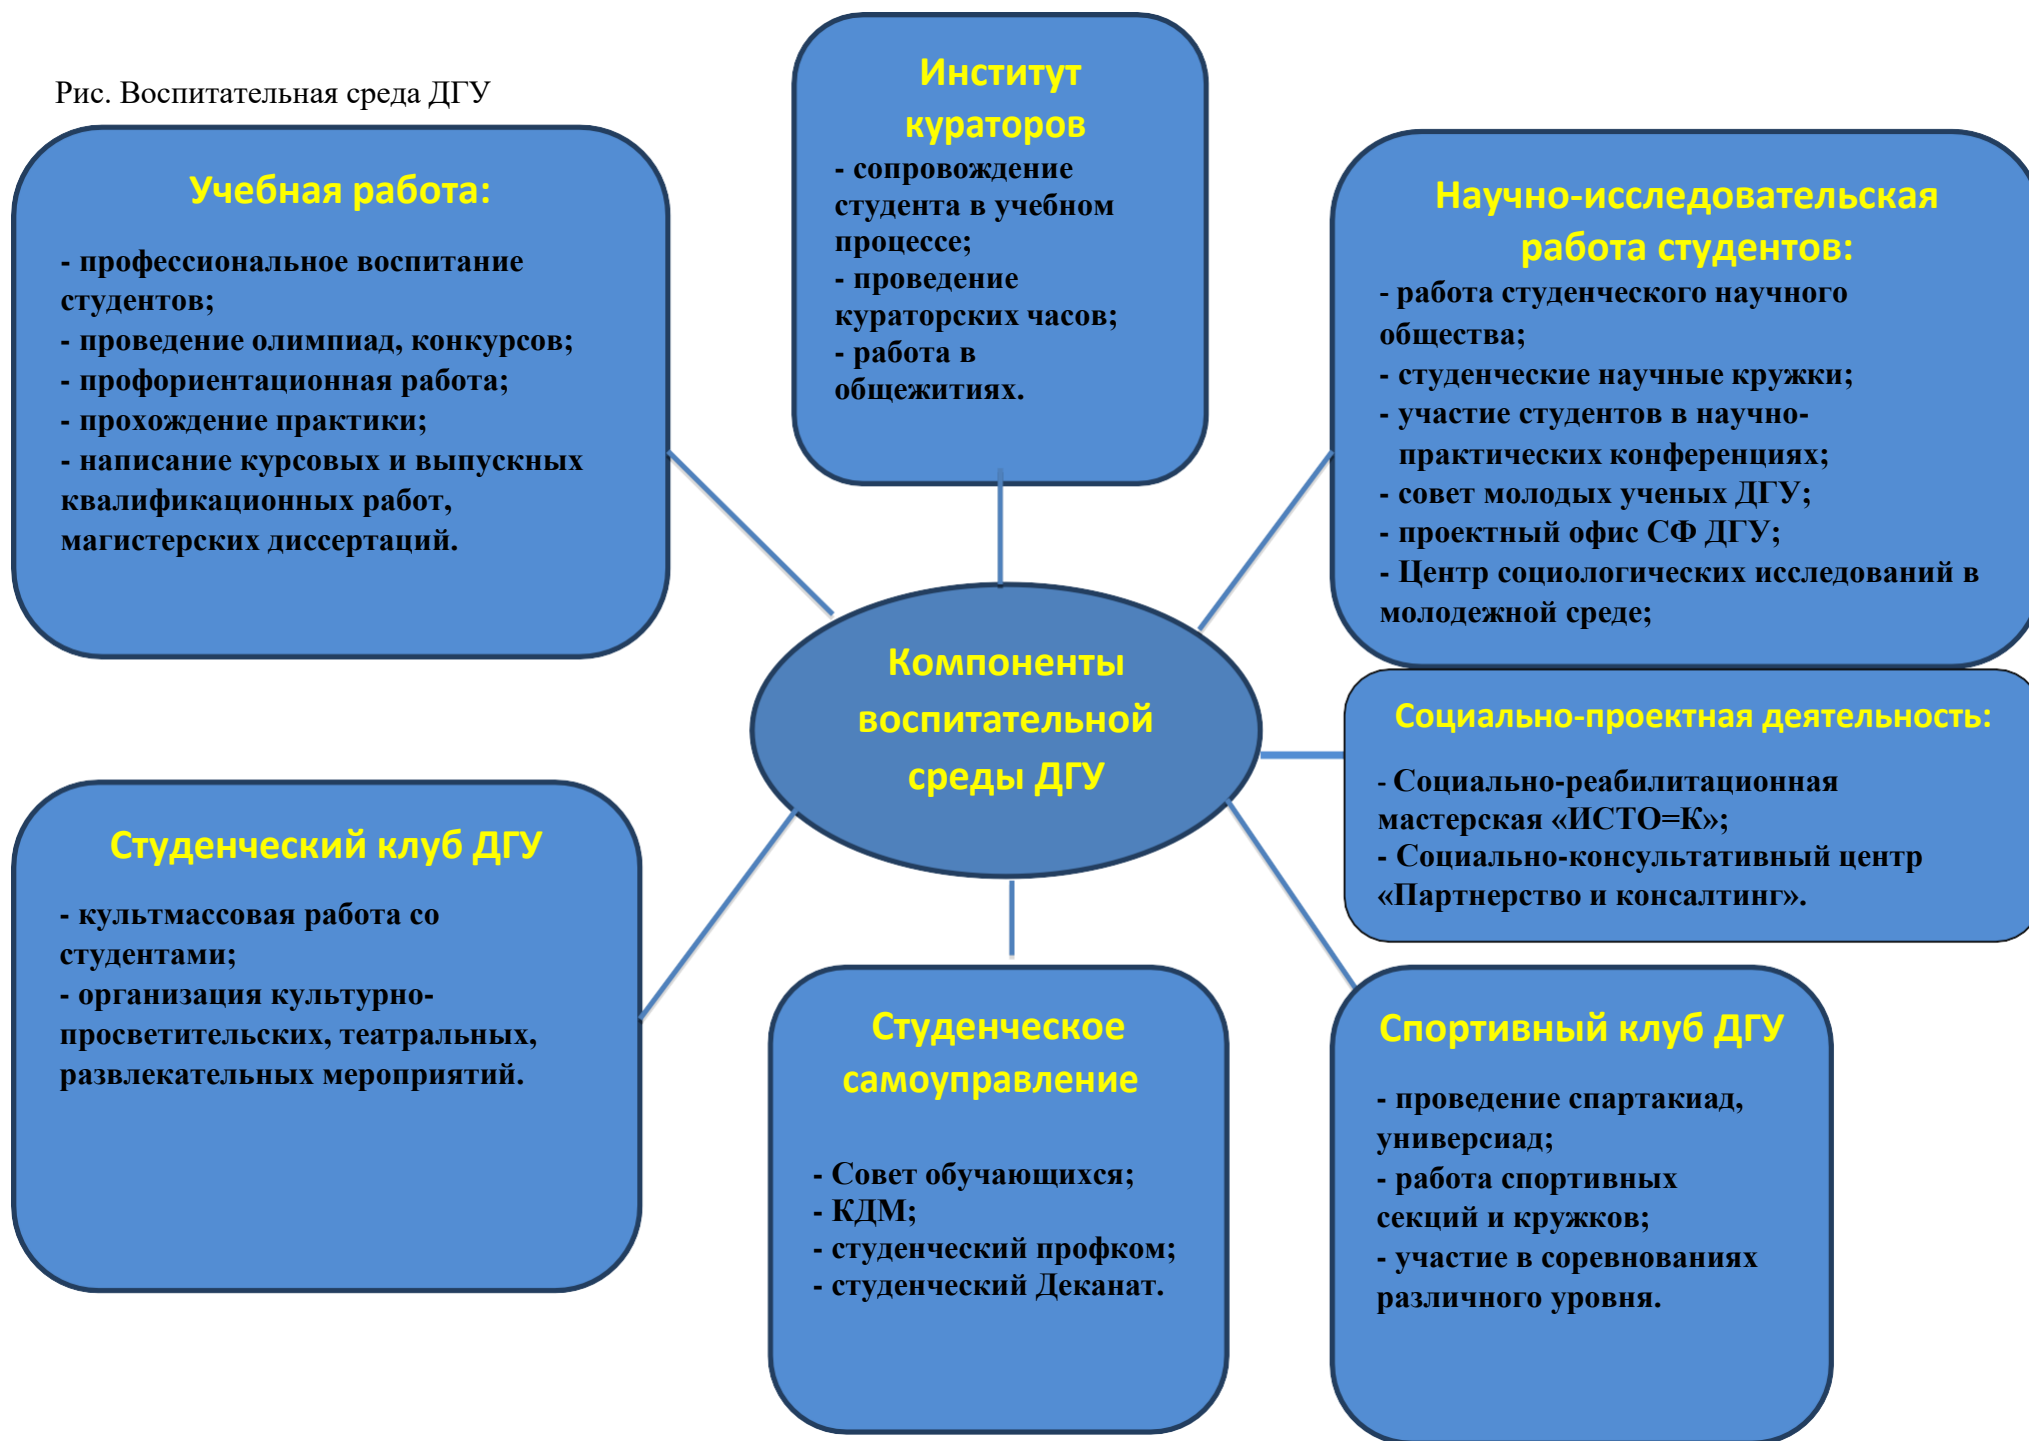 Рис. Воспитательная среда ДГУ
Институт
кураторов
- сопровождение
студента в учебном
процессе;
- проведение
кураторских часов;
- работа в
общежитиях.
Учебная работа:
- профессиональное воспитание
студентов;
- проведение олимпиад, конкурсов;
- профориентационная работа;
- прохождение практики;
- написание курсовых и выпускных
квалификационных работ,
магистерских диссертаций.
Научно-исследовательская
работа студентов:
- работа студенческого научного
общества;
- студенческие научные кружки;
- участие студентов в научно-
практических конференциях;
- совет молодых ученых ДГУ;
- проектный офис СФ ДГУ;
- Центр социологических исследований в
молодежной среде;
Компоненты
воспитательной
среды ДГУ
Социально-проектная деятельность:
- Социально-реабилитационная
мастерская «ИСТО=К»;
- Социально-консультативный центр
«Партнерство и консалтинг».
Студенческий клуб ДГУ
- культмассовая работа со
студентами;
- организация культурно-
просветительских, театральных,
развлекательных мероприятий.
Студенческое
самоуправление
- Совет обучающихся;
- КДМ;
- студенческий профком;
- студенческий Деканат.
Спортивный клуб ДГУ
- проведение спартакиад,
универсиад;
- работа спортивных
секций и кружков;
- участие в соревнованиях
различного уровня.